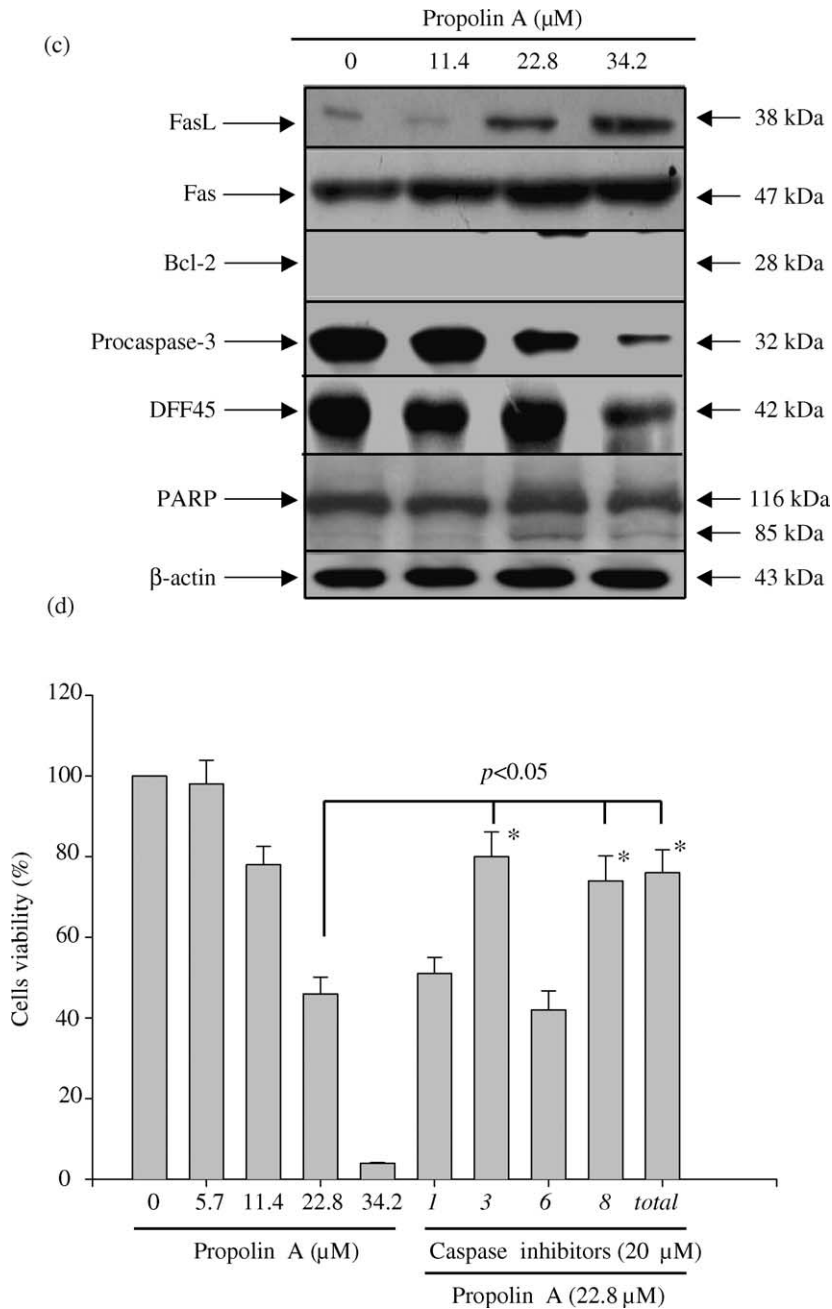 (c)
Propolin A (μM)
0 11.4 22.8 34.2
FasL 38 kDa
Fas 47 kDa
Bcl-2 28 kDa
Procaspase-3 32 kDa
DFF45 42 kDa
PARP 116 kDa
85 kDa
β-actin 43 kDa
(d)
120
100
80
60
40
20
0
Cells viability (%)
p<0.05
* * *
0 5.7 11.4 22.8 34.2 1 3 6 8 total
Propolin A (μM) Caspase inhibitors (20 μM)
Propolin A (22.8 μM)